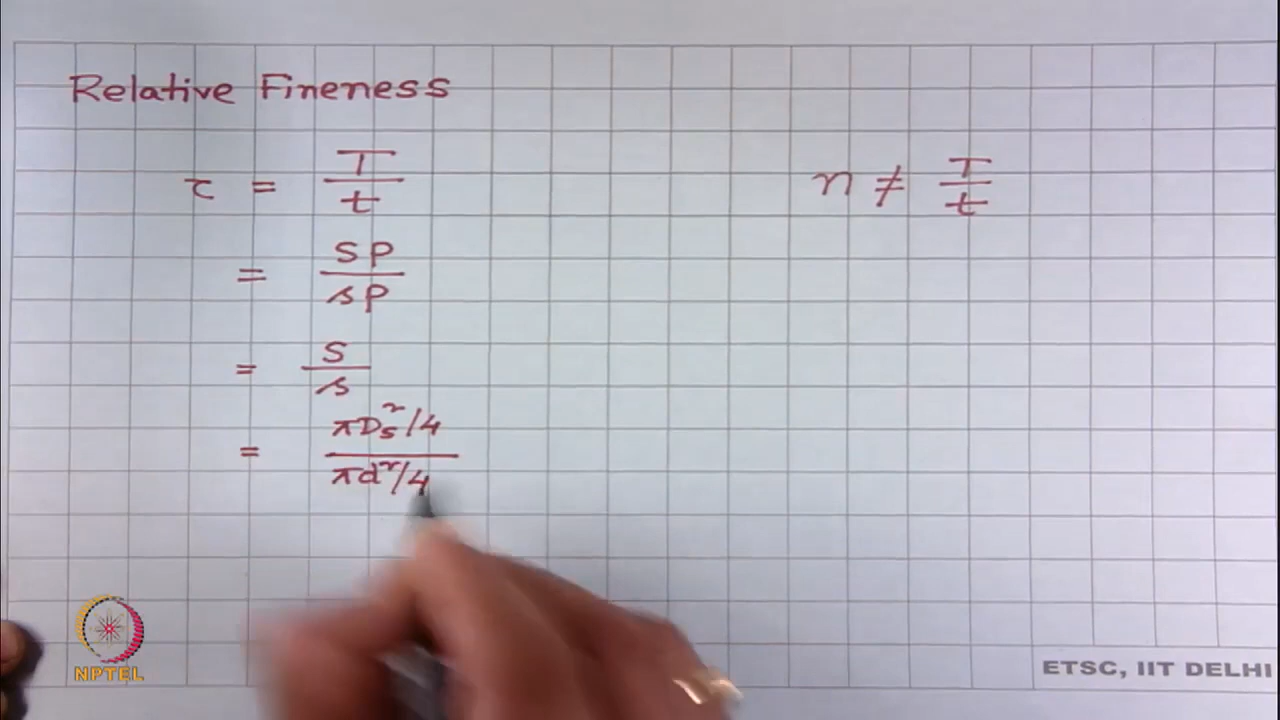 Relative Fineness
τ = T/t
n ≠ T/t
= SP/sP
= S/s
= πDs²/4 / πd²/4
NPTEL
ETSC, IIT DELHI